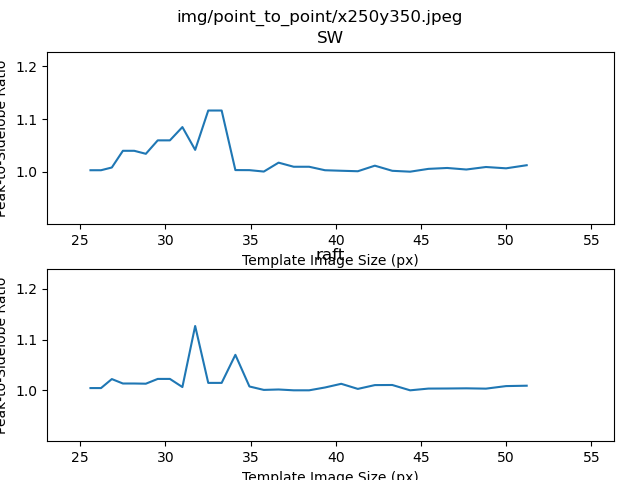 img/point_to_point/x250y350.jpeg
SW
Peak-to-Sidelobe Ratio
1.2
1.1
1.0
25 30 35 40 45 50 55
Template Image Size (px)
raft
Peak-to-Sidelobe Ratio
1.2
1.1
1.0
25 30 35 40 45 50 55
Template Image Size (px)